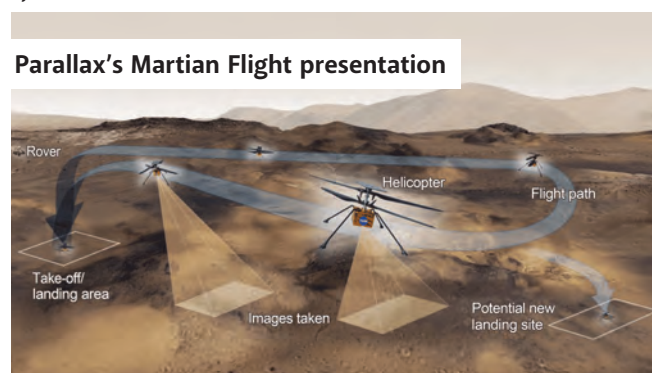 Parallax's Martian Flight presentation
Rover
Helicopter
Flight path
Take-off/
landing area
Images taken
Potential new
landing site